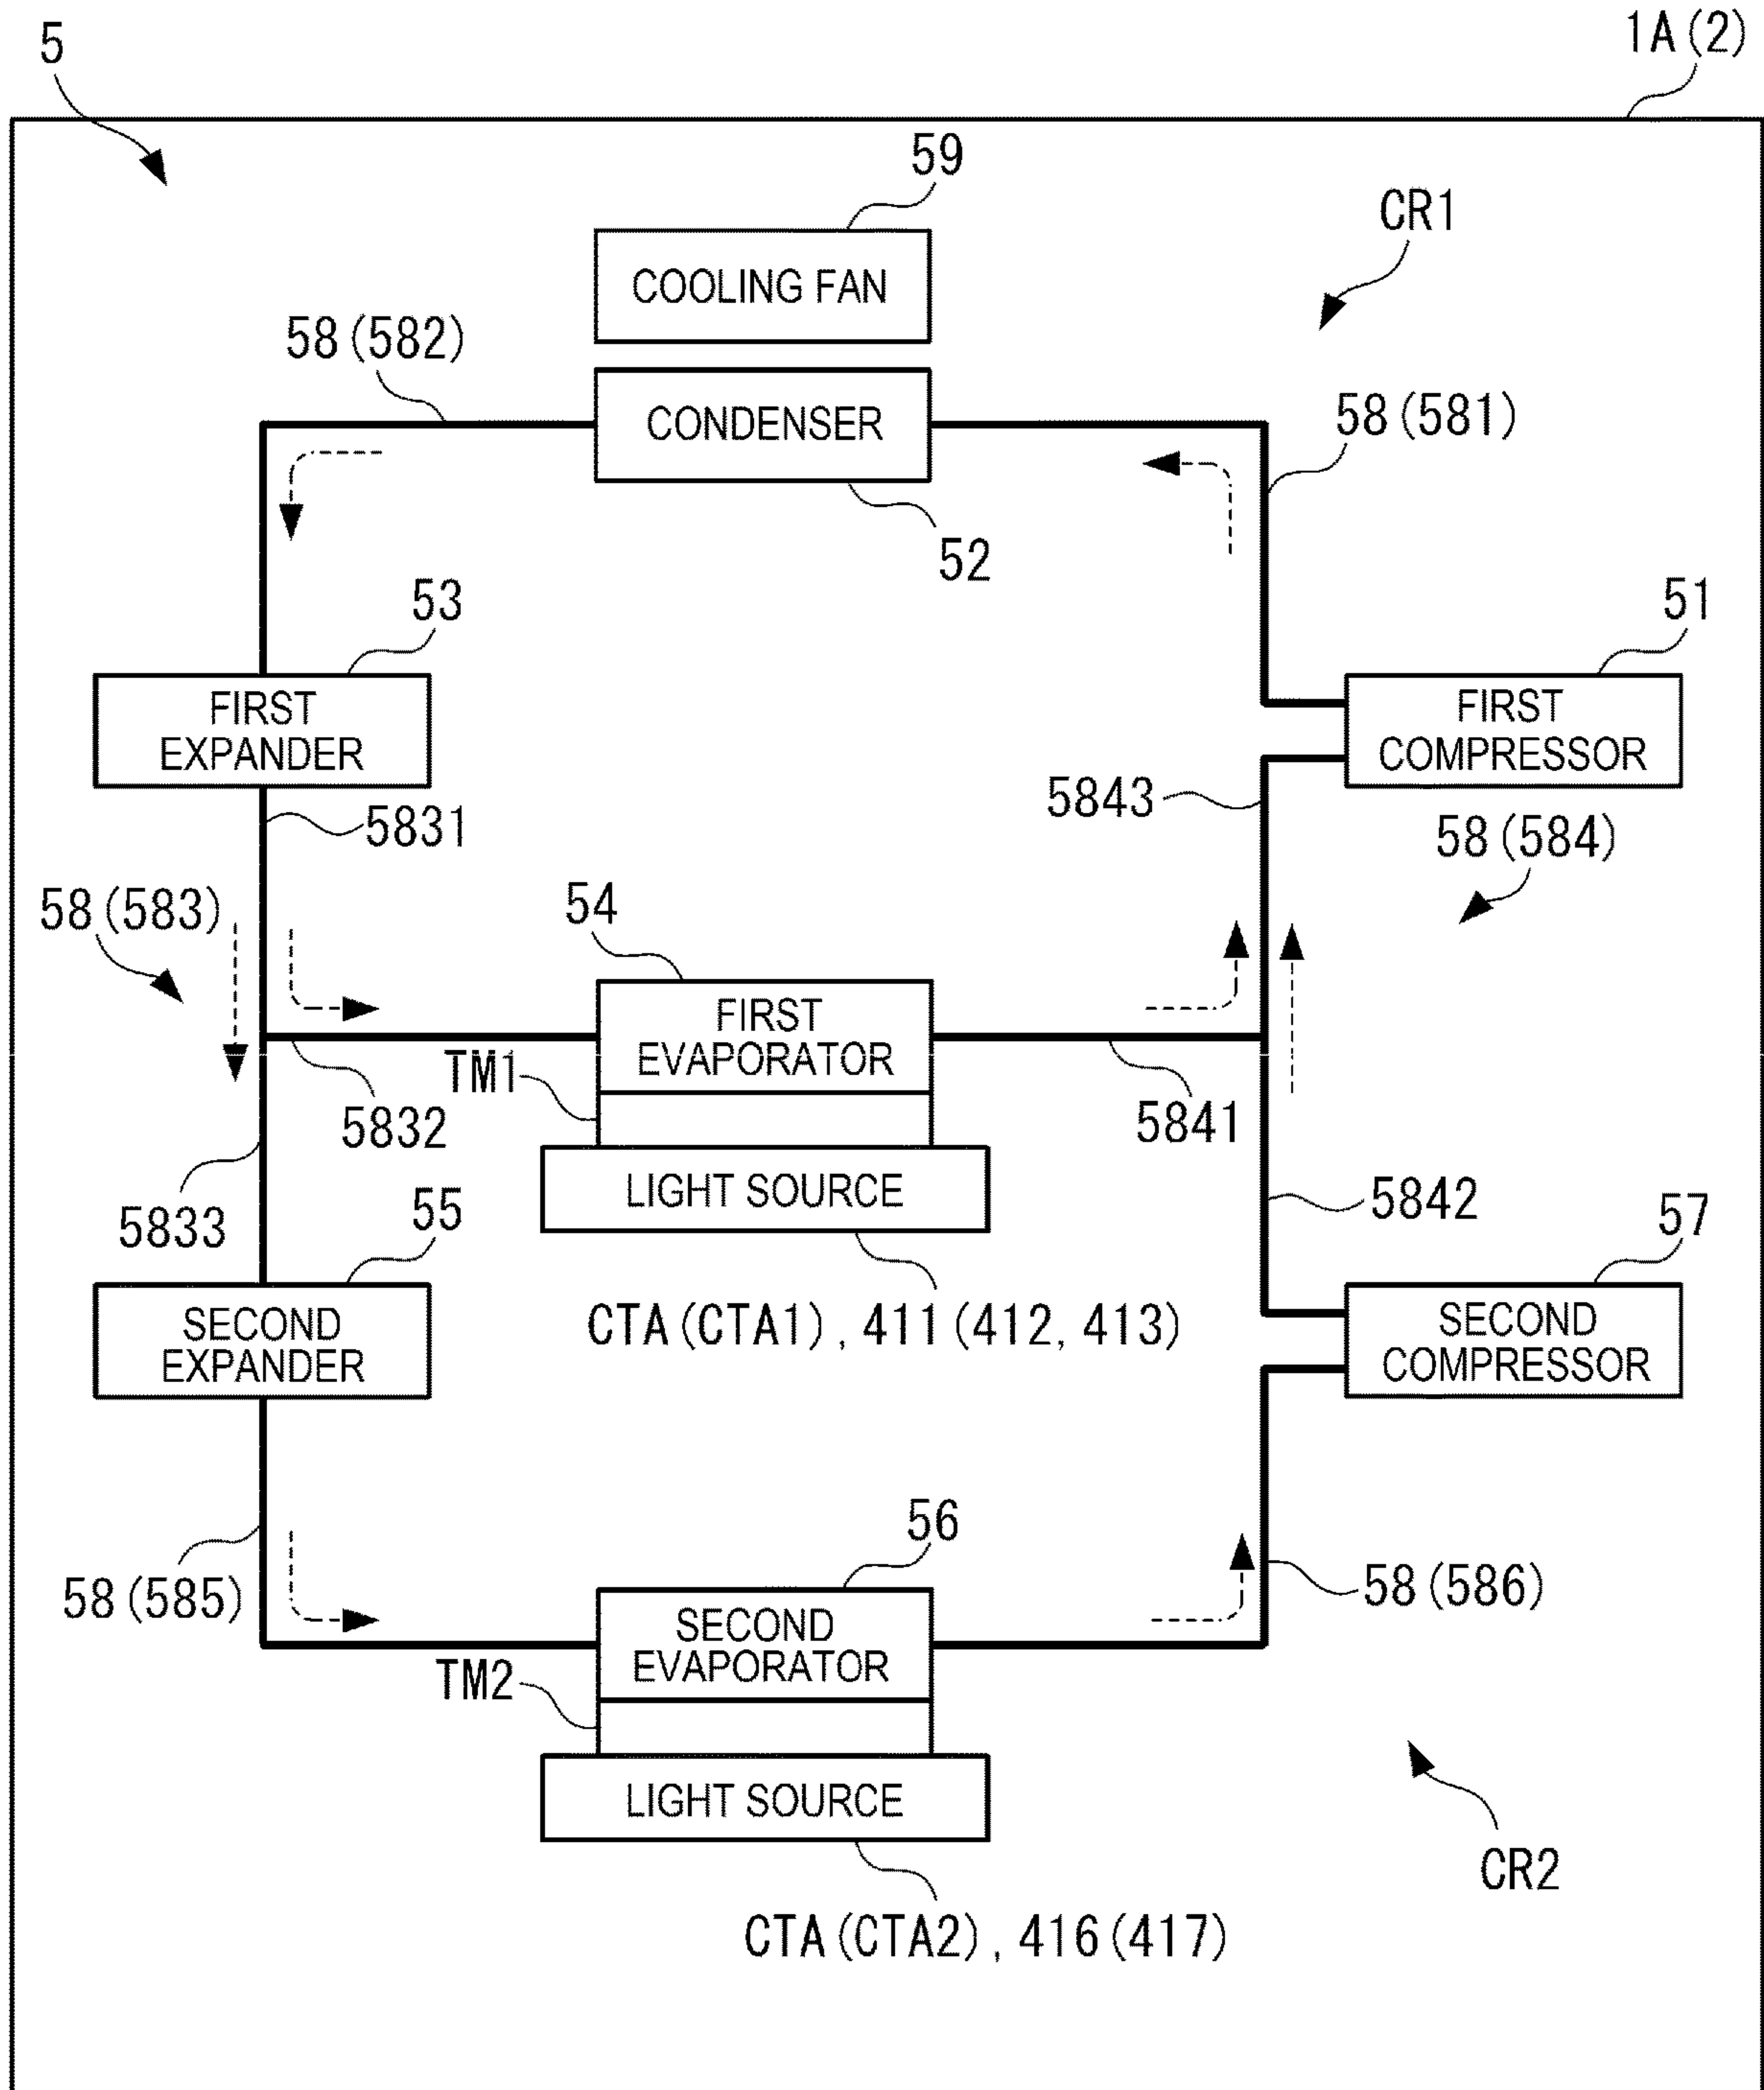 5
1A(2)
59
CR1
COOLING FAN
58(582)
CONDENSER
58(581)
52
53
51
FIRST
EXPANDER
FIRST
COMPRESSOR
5843
5831
58(584)
58(583)
54
FIRST
EVAPORATOR
TM1
5832
5841
LIGHT SOURCE
5842
5833
55
57
CTA(CTA1), 411(412, 413)
SECOND
EXPANDER
SECOND
COMPRESSOR
56
58(585)
58(586)
SECOND
EVAPORATOR
TM2
LIGHT SOURCE
CR2
CTA(CTA2), 416(417)